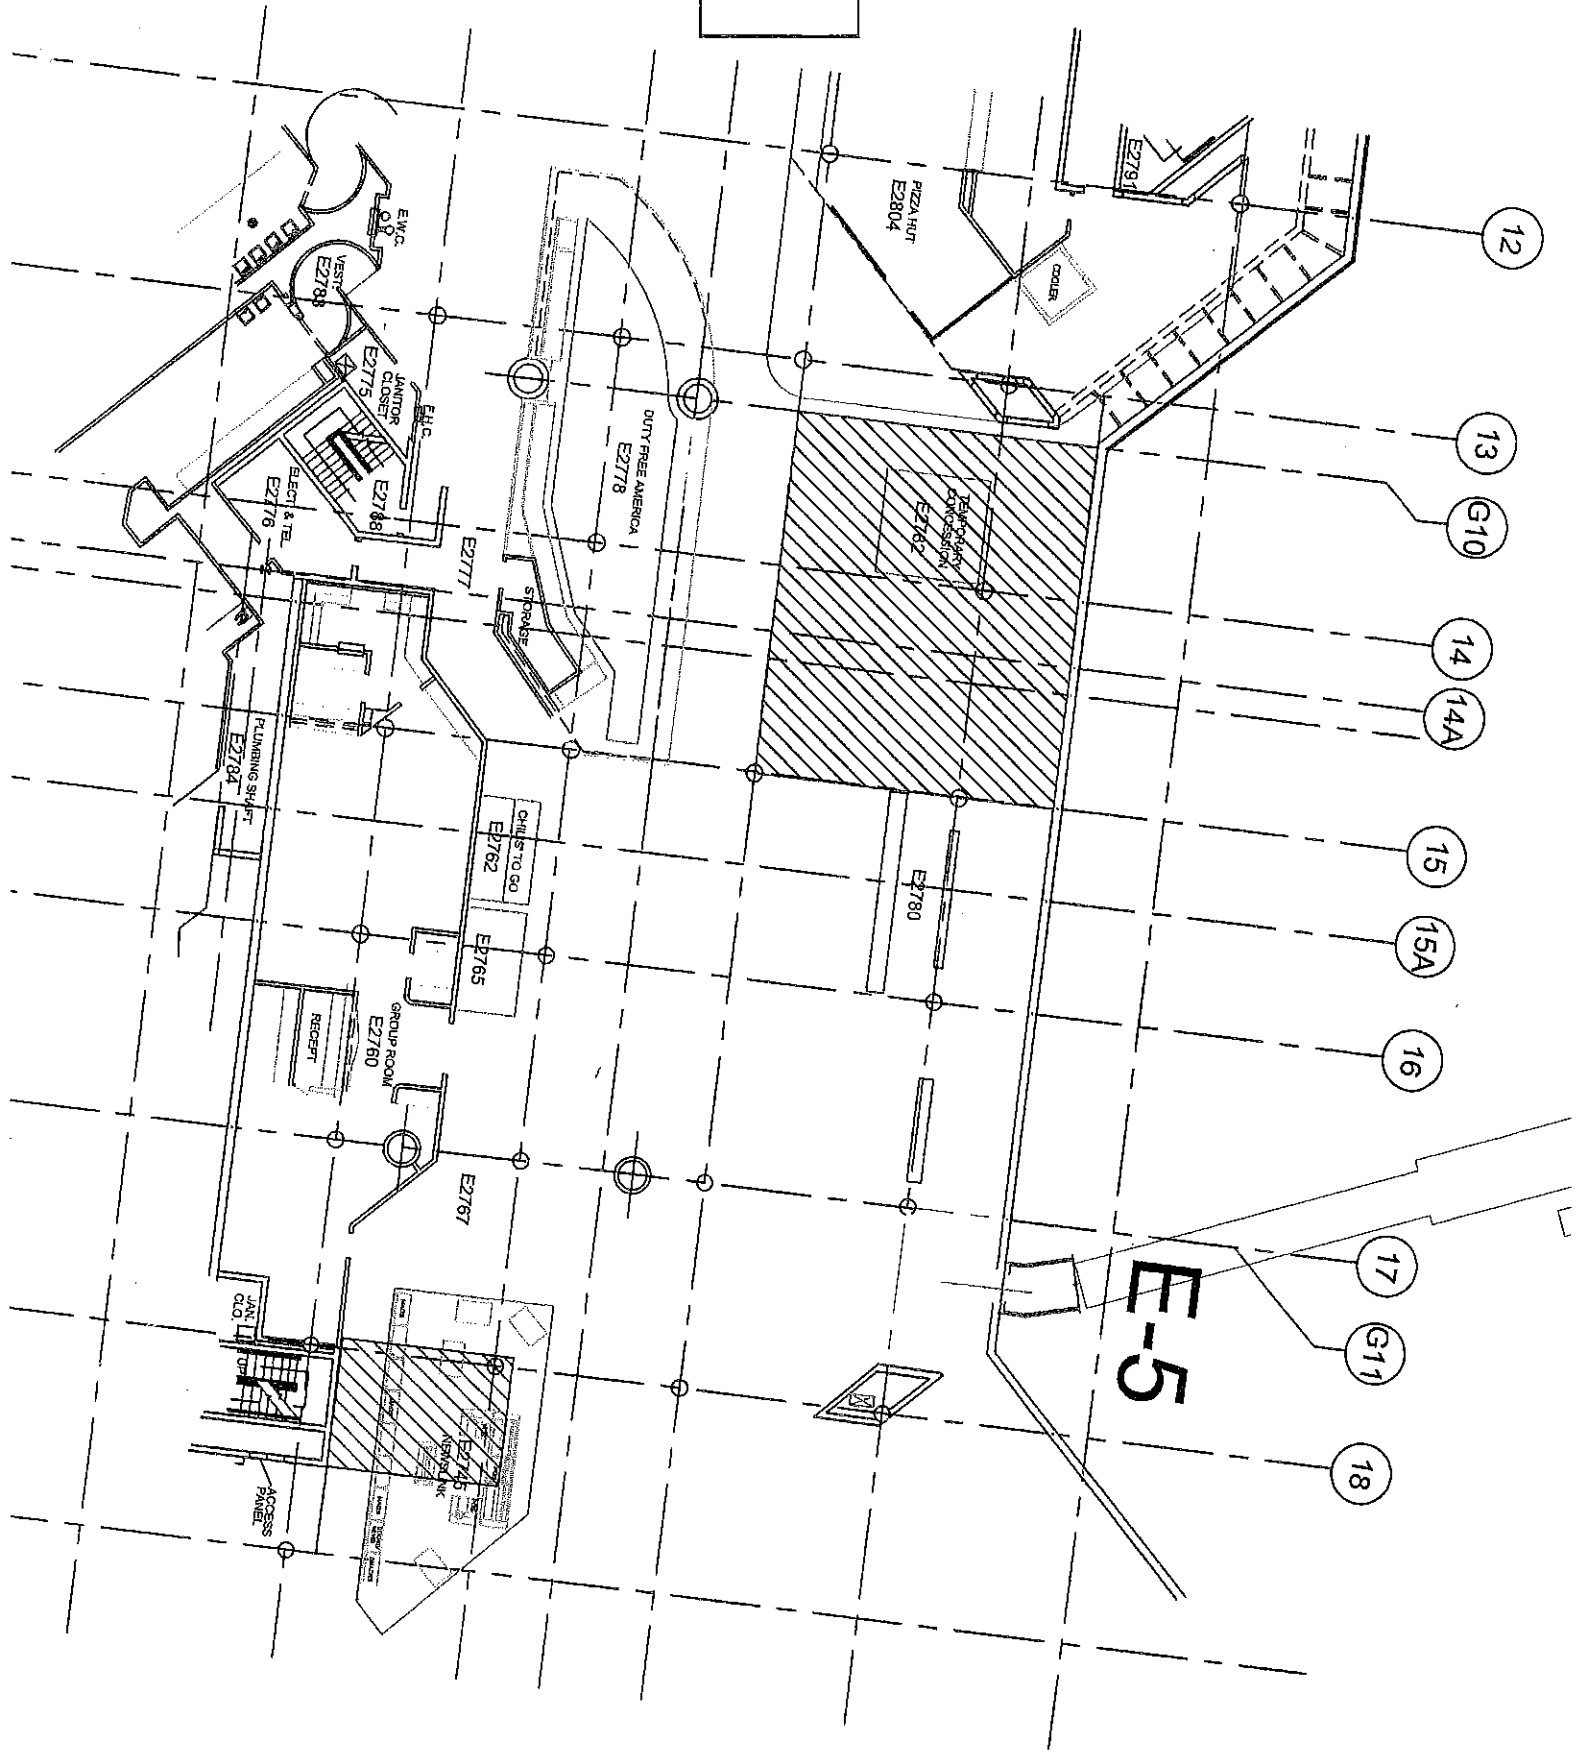 12
13
G10
14
14A
15
15A
16
17
G11
18
E-5
E2791
PIZZA HUT
E2804
COOLER
TEMPORARY
CONCESSION
E2762
E2780
DUTY FREE AMERICA
E2778
STORAGE
E2777
E.W.C.
VEST.
E2783
JANITOR
CLOSET
E2775
E.H.C.
E2788
ELECT & TEL
E2776
PLUMBING SHAFT
E2784
CHILI'S TO GO
E2762
E2765
GROUP ROOM
E2760
RECEPT
E2767
JAN.
CLO.
UP
E2745
NEWSLINK
ACCESS
PANEL